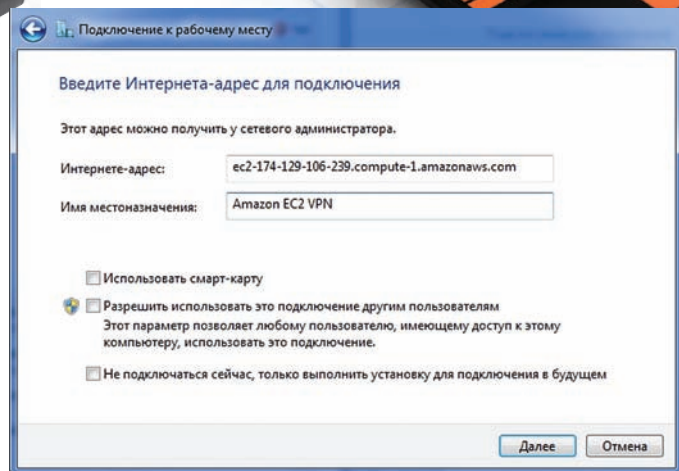 Подключение к рабочему месту
Введите Интернета-адрес для подключения
Этот адрес можно получить у сетевого администратора.
Интернете-адрес: ec2-174-129-106-239.compute-1.amazonaws.com
Имя местоназначения: Amazon EC2 VPN
Использовать смарт-карту
Разрешить использовать это подключение другим пользователям
Этот параметр позволяет любому пользователю, имеющему доступ к этому
компьютеру, использовать это подключение.
Не подключаться сейчас, только выполнить установку для подключения в будущем
Далее Отмена